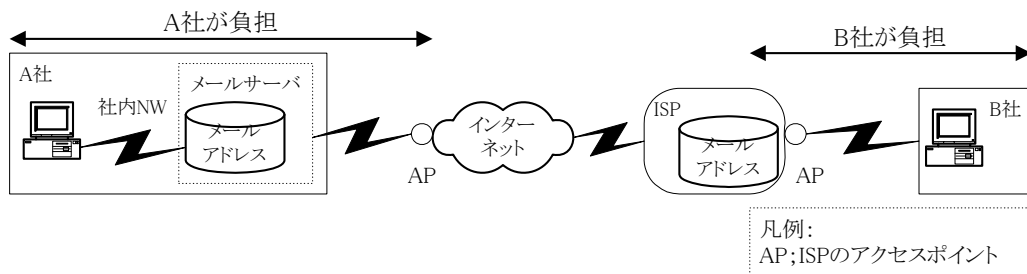 A社が負担
B社が負担
A社
メールサーバ
社内NW
メール
アドレス
AP
インター
ネット
ISP
メール
アドレス
AP
B社
凡例:
AP;ISPのアクセスポイント